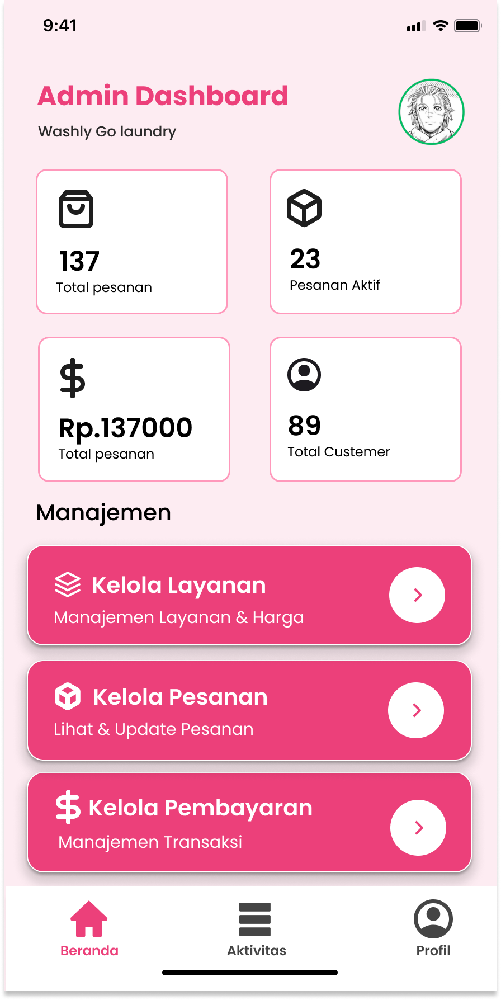 9:41
Admin Dashboard
Washly Go laundry
137
Total pesanan
23
Pesanan Aktif
Rp.137000
Total pesanan
89
Total Custemer
Manajemen
Kelola Layanan
Manajemen Layanan & Harga
Kelola Pesanan
Lihat & Update Pesanan
Kelola Pembayaran
Manajemen Transaksi
Beranda
Aktivitas
Profil